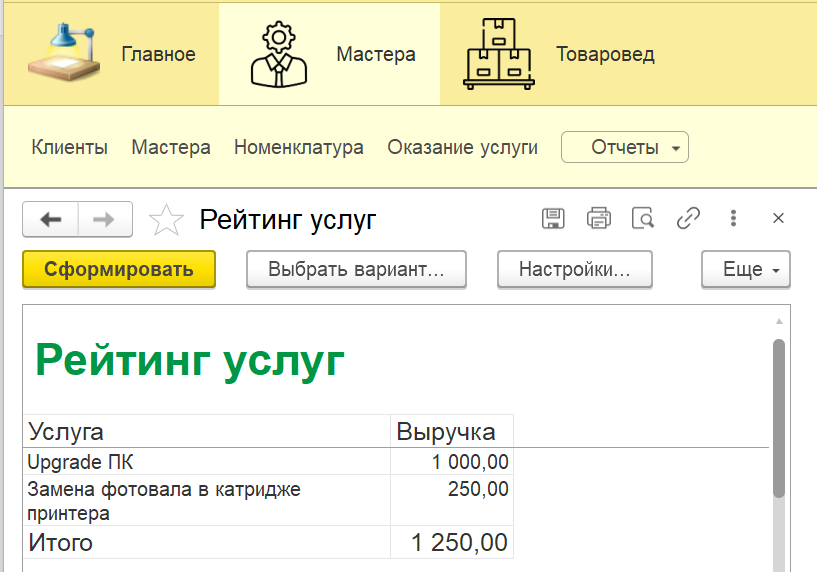 Главное Мастера Товаровед
Клиенты Мастера Номенклатура Оказание услуги Отчеты
Рейтинг услуг
Сформировать Выбрать вариант... Настройки... Еще
Рейтинг услуг
Услуга Выручка
Upgrade ПК 1 000,00
Замена фотовала в катридже 250,00
принтера
Итого 1 250,00